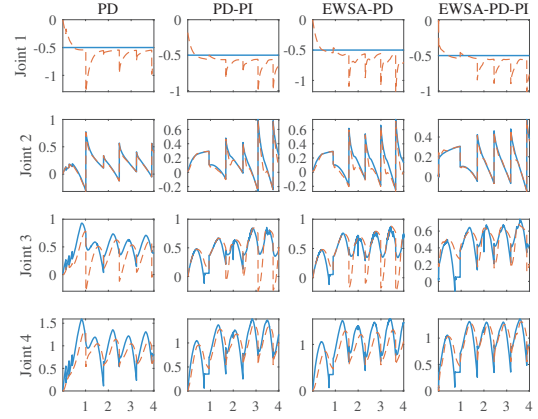 PD PD-PI EWSA-PD EWSA-PD-PI
Joint 1
0 0 0 0
-0.5 -0.5 -0.5 -0.5
-1 -1 -1 -1
Joint 2
1 0.6 0.6 0.4
0.5 0.4 0.4 0.2
0 0.2 0.2 0
0 0
-0.2 -0.2
Joint 3
1 1 1 0.6
0.5 0.5 0.5 0.4
0 0 0 0.2
0
Joint 4
1.5 1.5 1.5
1 1 1 1
0.5 0.5 0.5 0.5
0 0 0 0
1 2 3 4 1 2 3 4 1 2 3 4 1 2 3 4